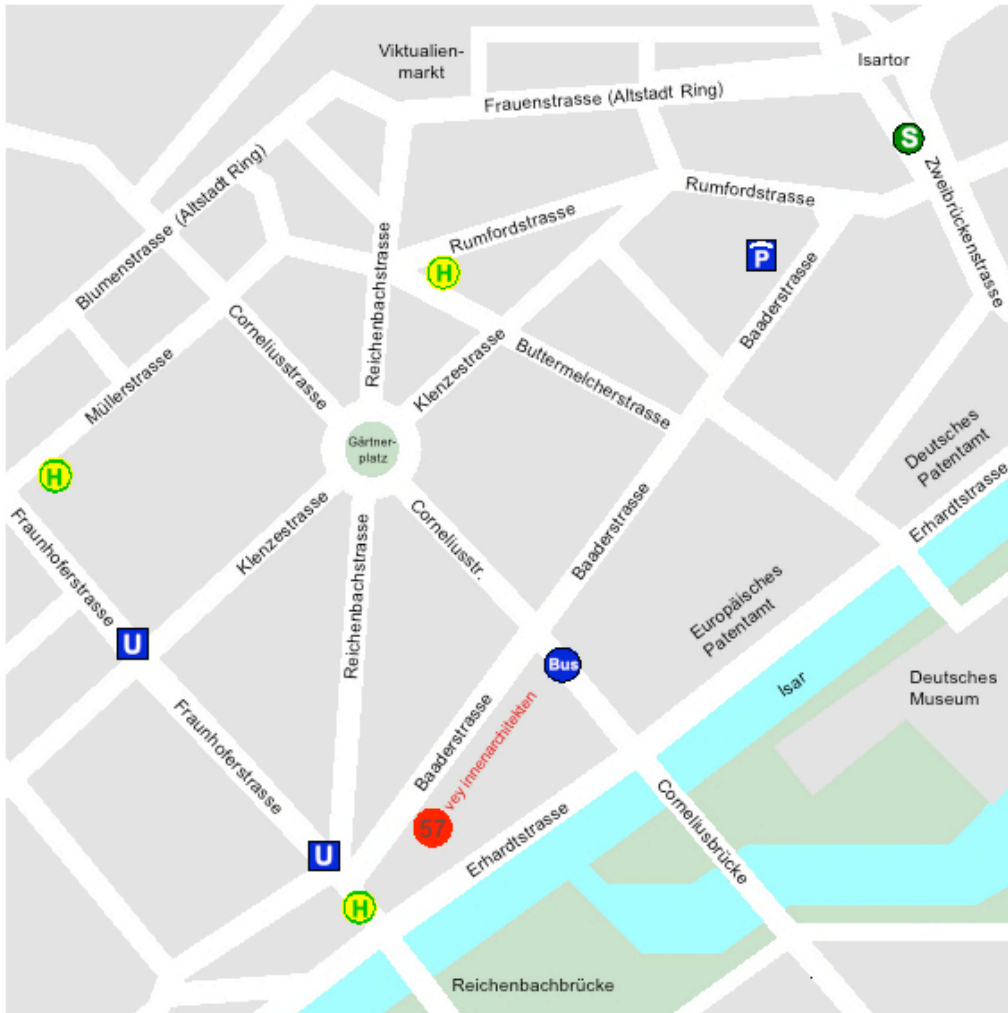 Viktualien-
markt
Isartor
Frauenstrasse (Altstadt Ring)
S
Zweibrückenstrasse
Blumenstrasse (Altstadt Ring)
Rumfordstrasse
Rumfordstrasse
P
H
Reichenbachstrasse
Baaderstrasse
Corneliusstrasse
Klenzestrasse
Buttermelcherstrasse
Müllerstrasse
Gärtner-
platz
Deutsches
Patentamt
Erhardtstrasse
H
Fraunhoferstrasse
Klenzestrasse
Reichenbachstrasse
Corneliusstr.
Baaderstrasse
Europäisches
Patentamt
U
Bus
Isar
Deutsches
Museum
Fraunhoferstrasse
Baaderstrasse
vey innenarchitekten
57
Erhardtstrasse
Corneliusbrücke
U
H
Reichenbachbrücke